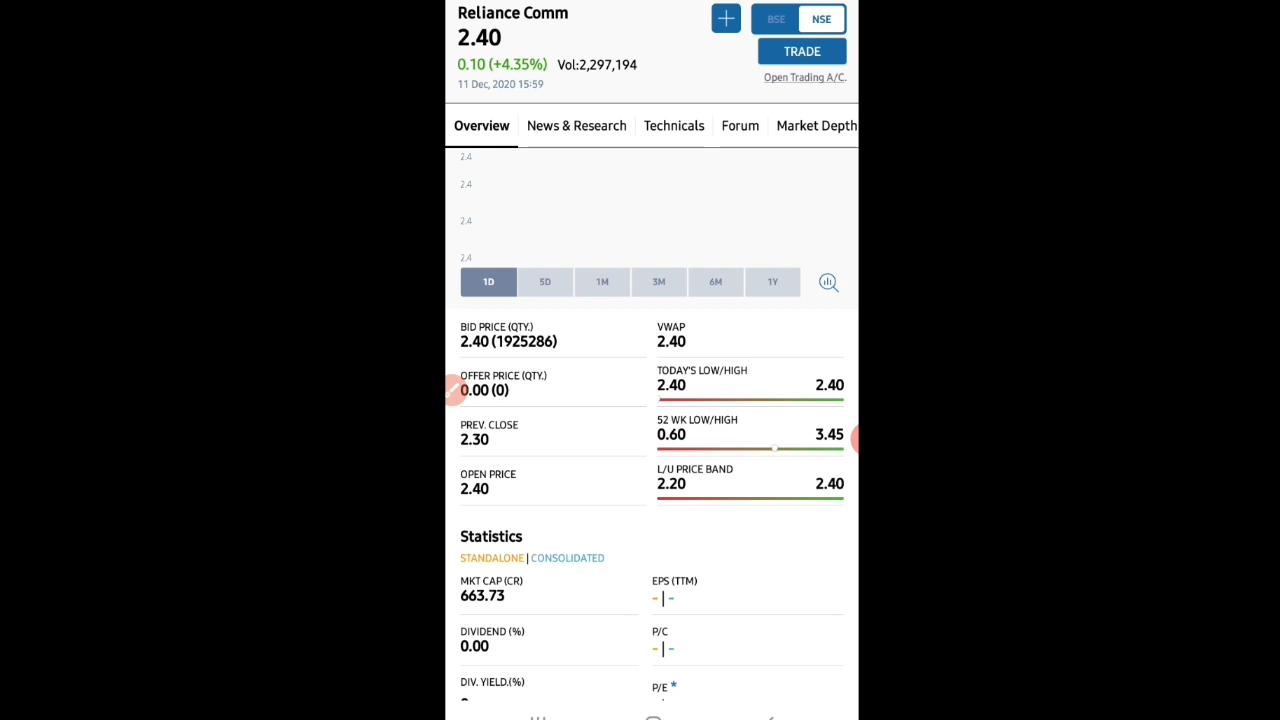 Reliance Comm
2.40
0.10 (+4.35%) Vol:2,297,194
11 Dec, 2020 15:59
BSE NSE
TRADE
Open Trading A/C.
Overview News & Research Technicals Forum Market Depth
2.4
2.4
2.4
2.4
1D 5D 1M 3M 6M 1Y
BID PRICE (QTY.)
2.40 (1925286)
VWAP
2.40
OFFER PRICE (QTY.)
0.00 (0)
TODAY'S LOW/HIGH
2.40 2.40
PREV. CLOSE
2.30
52 WK LOW/HIGH
0.60 3.45
OPEN PRICE
2.40
L/U PRICE BAND
2.20 2.40
Statistics
STANDALONE | CONSOLIDATED
MKT CAP (CR)
663.73
EPS (TTM)
- | -
DIVIDEND (%)
0.00
P/C
- | -
DIV. YIELD.(%)
P/E *